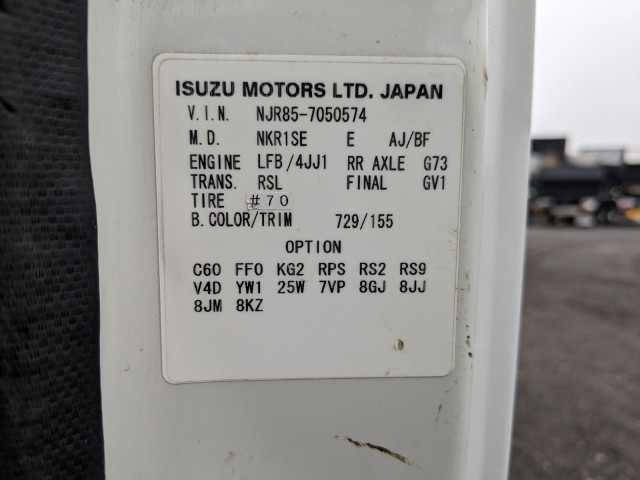 ISUZU MOTORS LTD. JAPAN
V.I.N. NJR85-7050574
M.D. NKR1SE E AJ/BF
ENGINE LFB/4JJ1 RR AXLE G73
TRANS. RSL FINAL GV1
TIRE #70
B.COLOR/TRIM 729/155
OPTION
C60 FF0 KG2 RPS RS2 RS9
V4D YW1 25W 7VP 8GJ 8JJ
8JM 8KZ